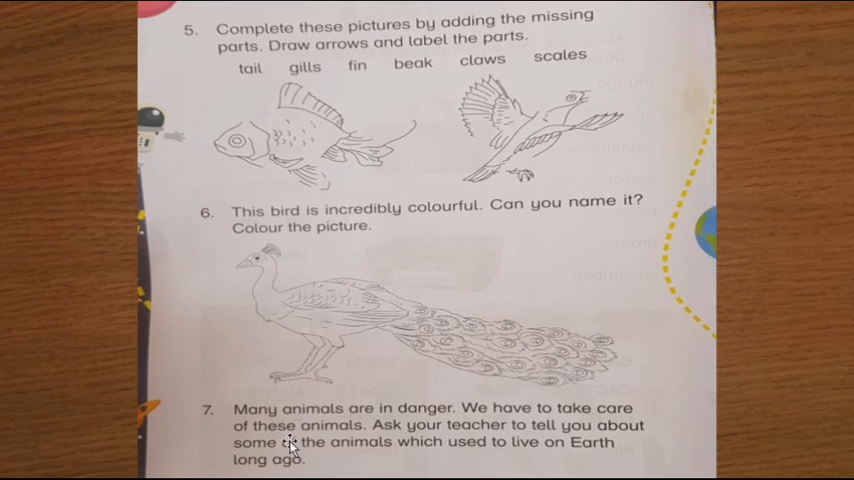 5. Complete these pictures by adding the missing
parts. Draw arrows and label the parts.
tail gills fin beak claws scales
6. This bird is incredibly colourful. Can you name it?
Colour the picture.
7. Many animals are in danger. We have to take care
of these animals. Ask your teacher to tell you about
some the animals which used to live on Earth
long ago.